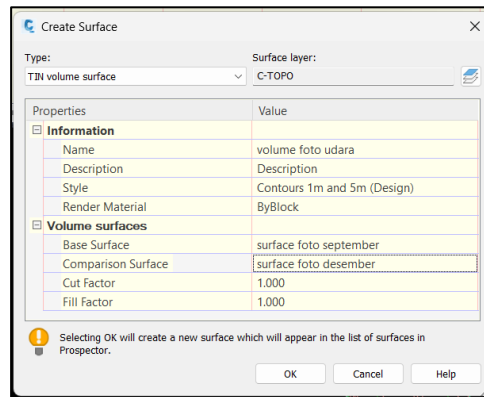 Create Surface
Type: Surface layer:
TIN volume surface C-TOPO
Properties Value
Information
Name volume foto udara
Description Description
Style Contours 1m and 5m (Design)
Render Material ByBlock
Volume surfaces
Base Surface surface foto september
Comparison Surface surface foto desember
Cut Factor 1.000
Fill Factor 1.000
Selecting OK will create a new surface which will appear in the list of surfaces in
Prospector.
OK Cancel Help